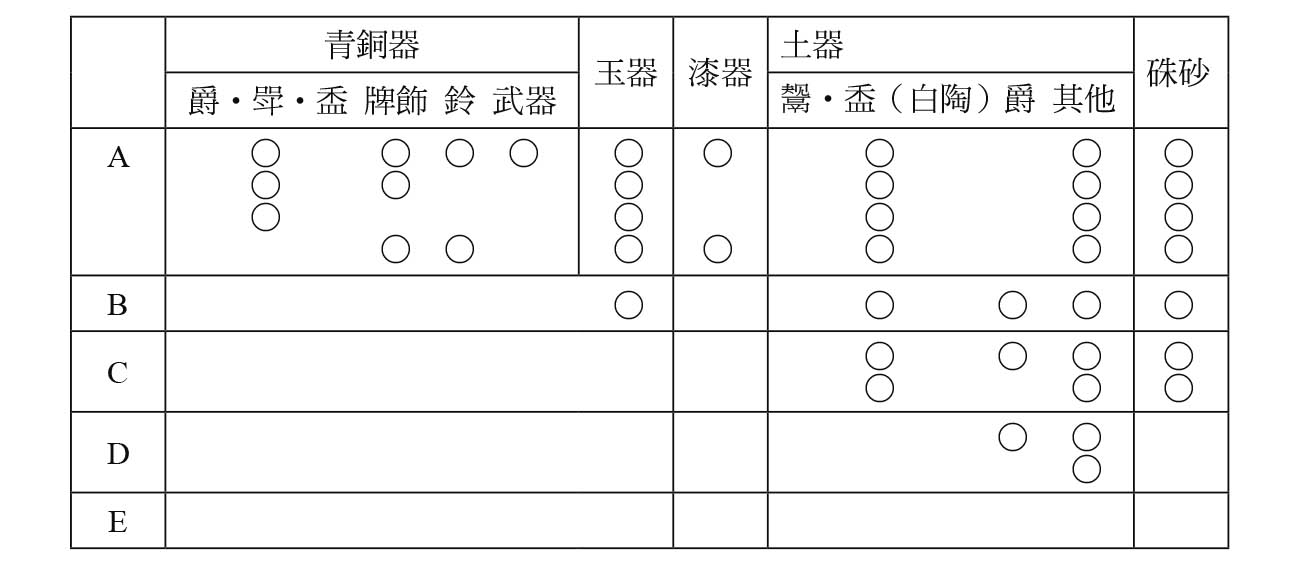 青銅器
玉器
漆器
土器
硃砂
爵・斝・盉 牌飾 鈴 武器
鬶・盉（白陶）爵 其他
A ○ ○ ○ ○ ○ ○ ○ ○ ○
○ ○ ○ ○ ○ ○
○ ○ ○ ○ ○
○ ○ ○ ○ ○ ○ ○
B ○ ○ ○ ○ ○
C ○ ○ ○ ○
○ ○ ○
D ○ ○
○
E